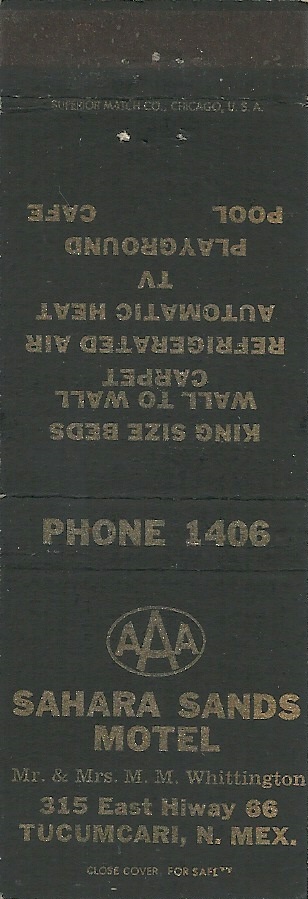 SUPERIOR MATCH CO., CHICAGO, U. S. A.
KING SIZE BEDS
WALL TO WALL
CARPET
REFRIGERATED AIR
AUTOMATIC HEAT
TV
PLAYGROUND
POOL CAFE
PHONE 1406
AAA
SAHARA SANDS
MOTEL
Mr. & Mrs. M. M. Whittington
315 East Hiway 66
TUCUMCARI, N. MEX.
CLOSE COVER FOR SAFETY